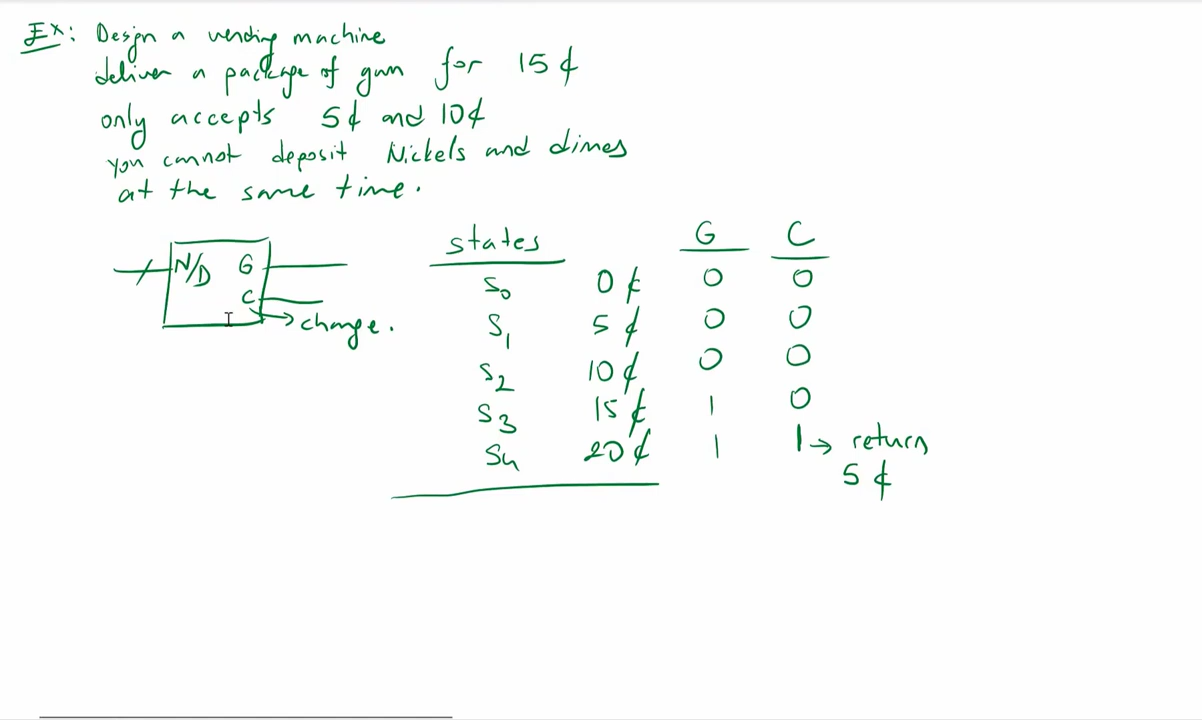 Ex: Design a vending machine
deliver a package of gum for 15 ¢
only accepts 5¢ and 10¢
you cannot deposit Nickels and dimes
at the same time.
N/D G
C
→ change.
states G C
S0 0 ¢ 0 0
S1 5 ¢ 0 0
S2 10 ¢ 0 0
S3 15 ¢ 1 0
S4 20 ¢ 1 1 → return
5 ¢